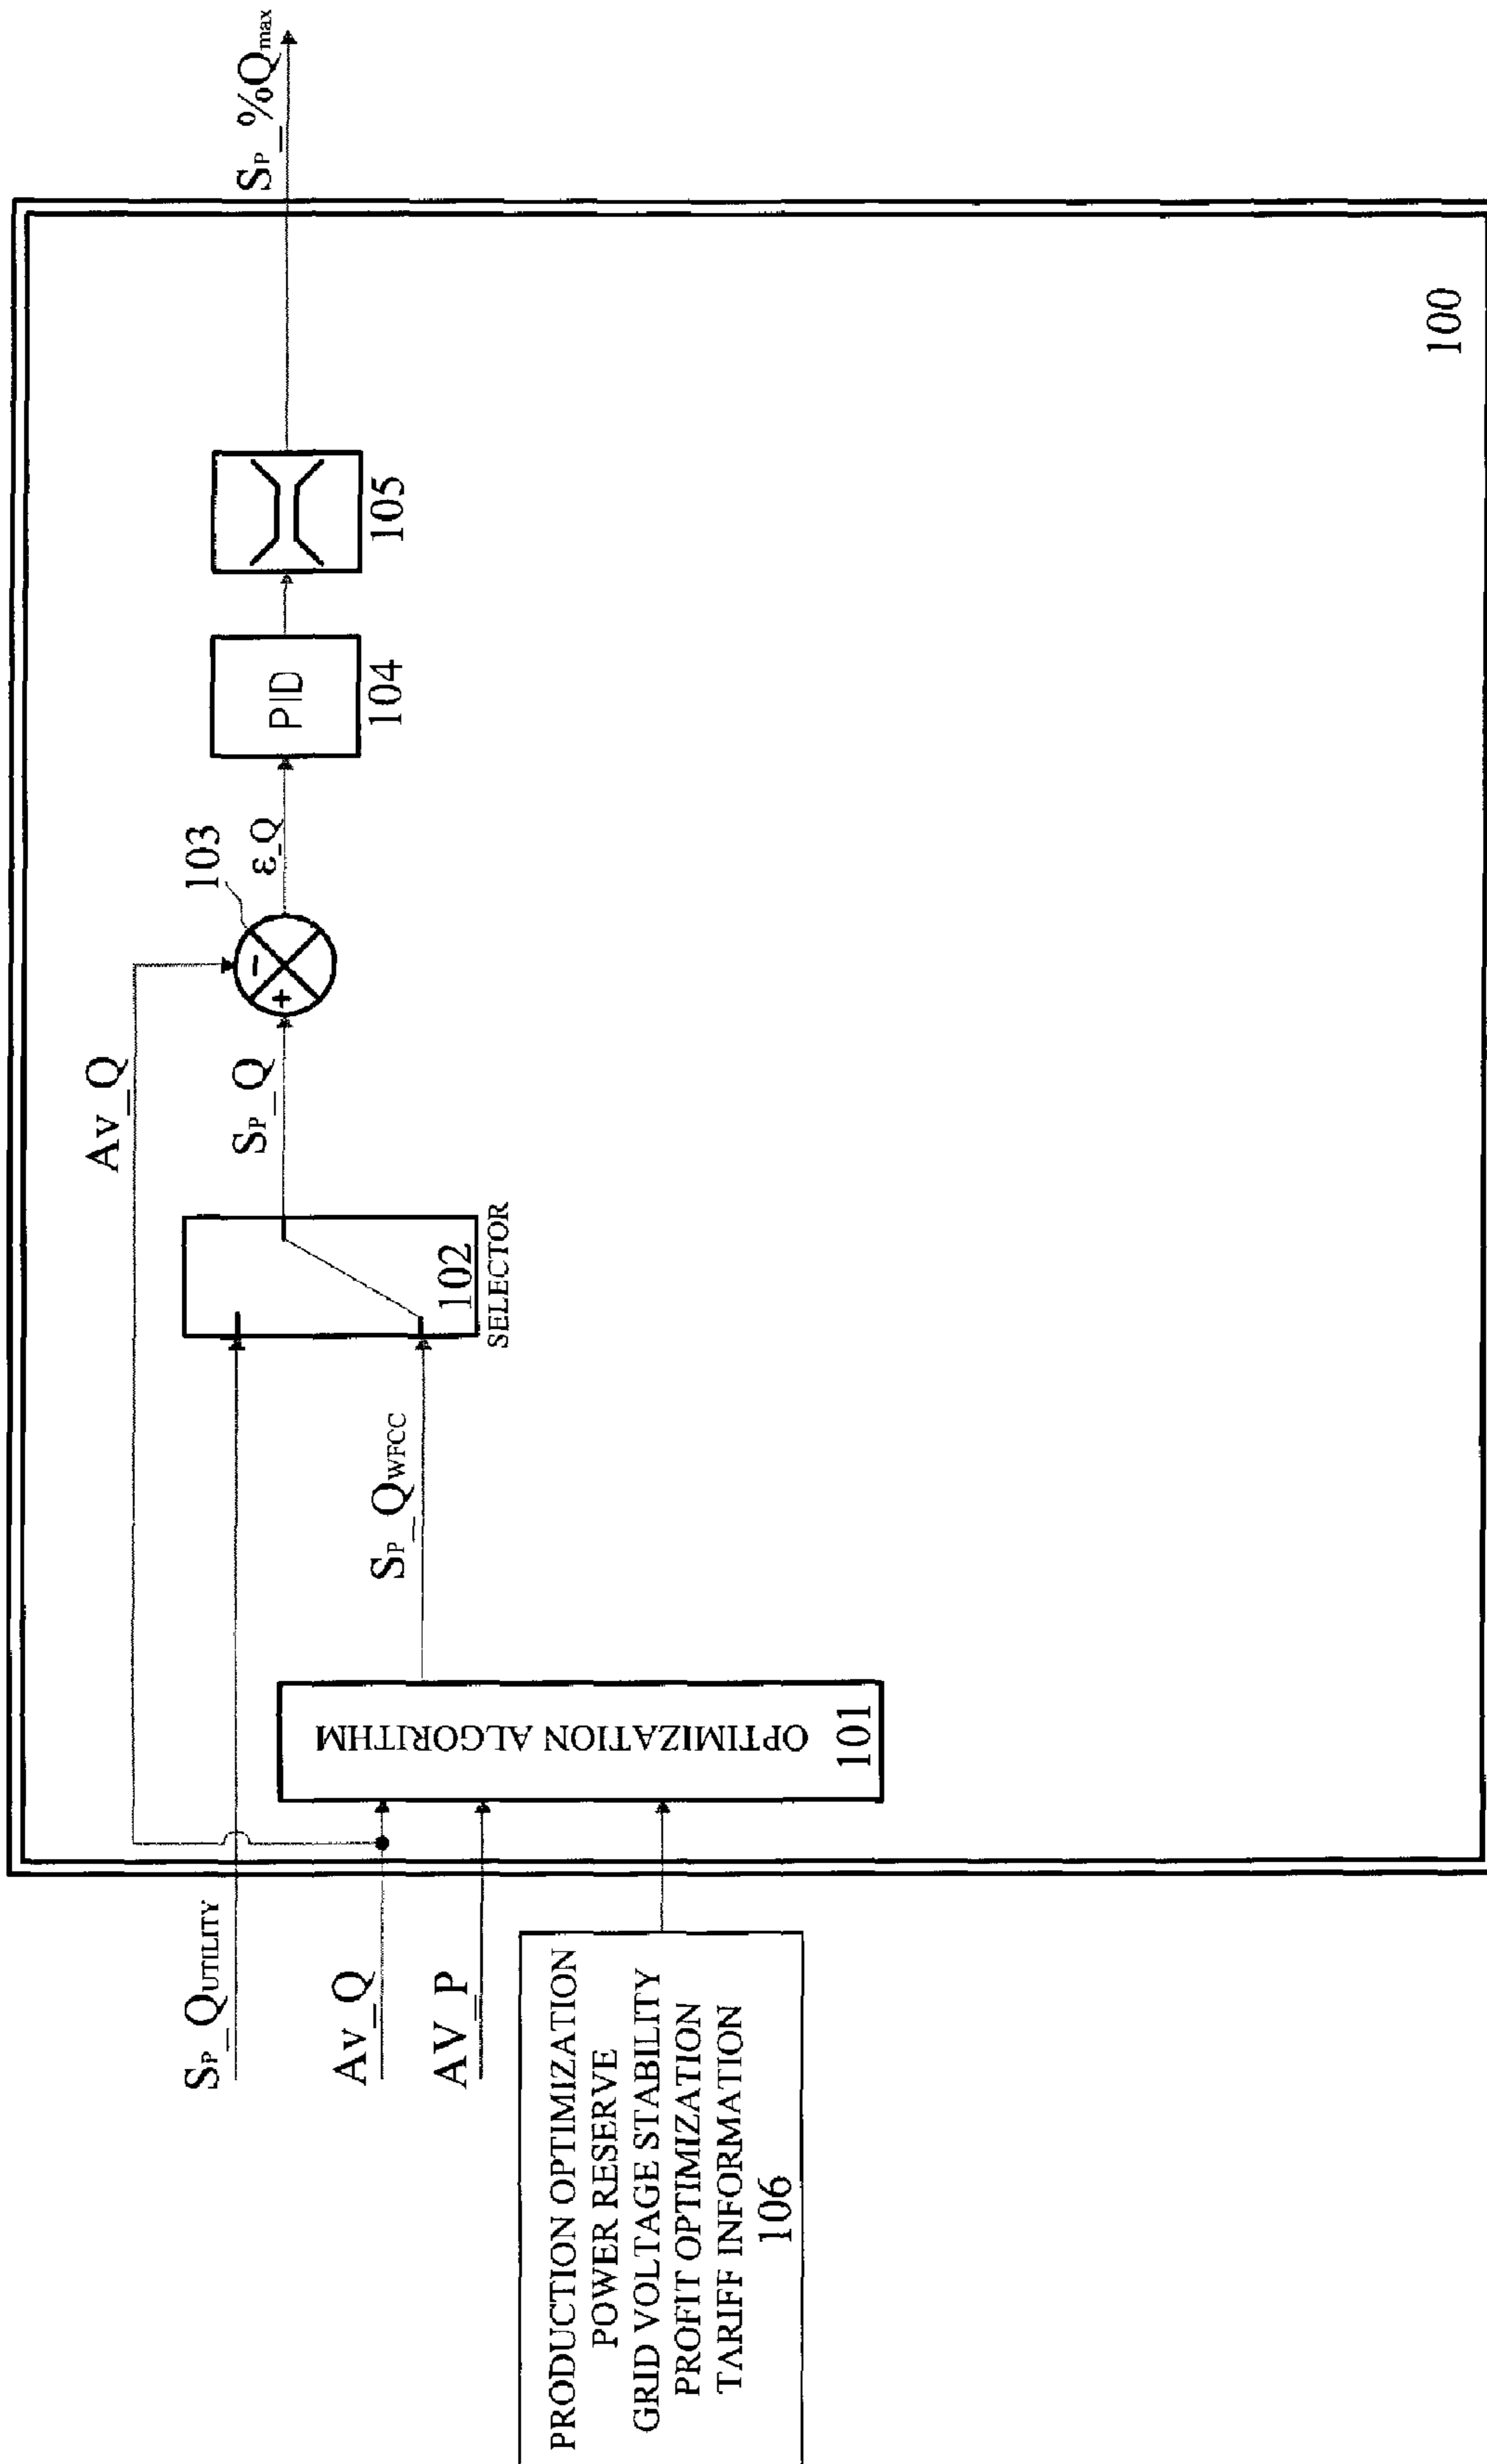 Sp_QUTILITY
Av_Q
AV_P
PRODUCTION OPTIMIZATION
POWER RESERVE
GRID VOLTAGE STABILITY
PROFIT OPTIMIZATION
TARIFF INFORMATION
106
OPTIMIZATION ALGORITHM
101
Sp_QWFCC
102
SELECTOR
Av_Q
Sp_Q
+
-
103
ε_Q
PID
104
105
Sp_%Qmax
100